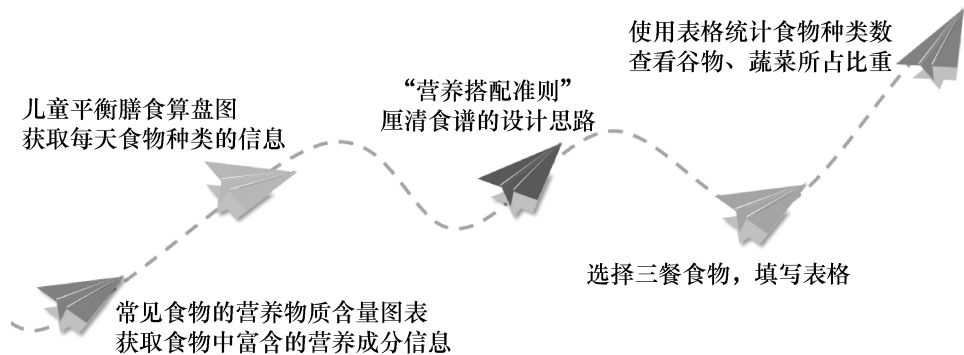 常见食物的营养物质含量图表
获取食物中富含的营养成分信息
儿童平衡膳食算盘图
获取每天食物种类的信息
“营养搭配准则”
厘清食谱的设计思路
选择三餐食物，填写表格
使用表格统计食物种类数
查看谷物、蔬菜所占比重